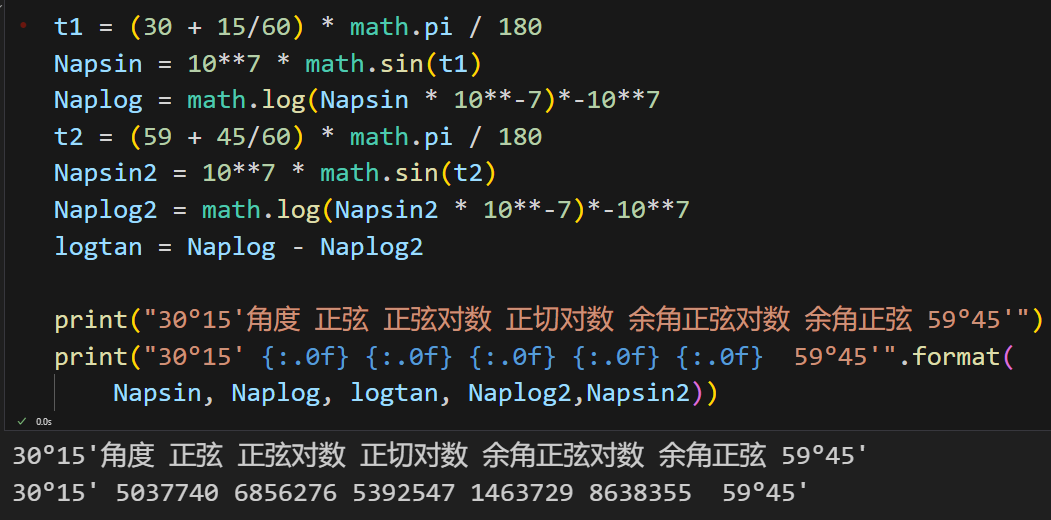 t1 = (30 + 15/60) * math.pi / 180
Napsin = 10**7 * math.sin(t1)
Naplog = math.log(Napsin * 10**-7)*-10**7
t2 = (59 + 45/60) * math.pi / 180
Napsin2 = 10**7 * math.sin(t2)
Naplog2 = math.log(Napsin2 * 10**-7)*-10**7
logtan = Naplog - Naplog2
print("30°15'角度 正弦 正弦对数 正切对数 余角正弦对数 余角正弦 59°45'")
print("30°15' {:.0f} {:.0f} {:.0f} {:.0f} {:.0f}  59°45'".format(
    Napsin, Naplog, logtan, Naplog2,Napsin2))
0.0s
30°15'角度 正弦 正弦对数 正切对数 余角正弦对数 余角正弦 59°45'
30°15' 5037740 6856276 5392547 1463729 8638355  59°45'